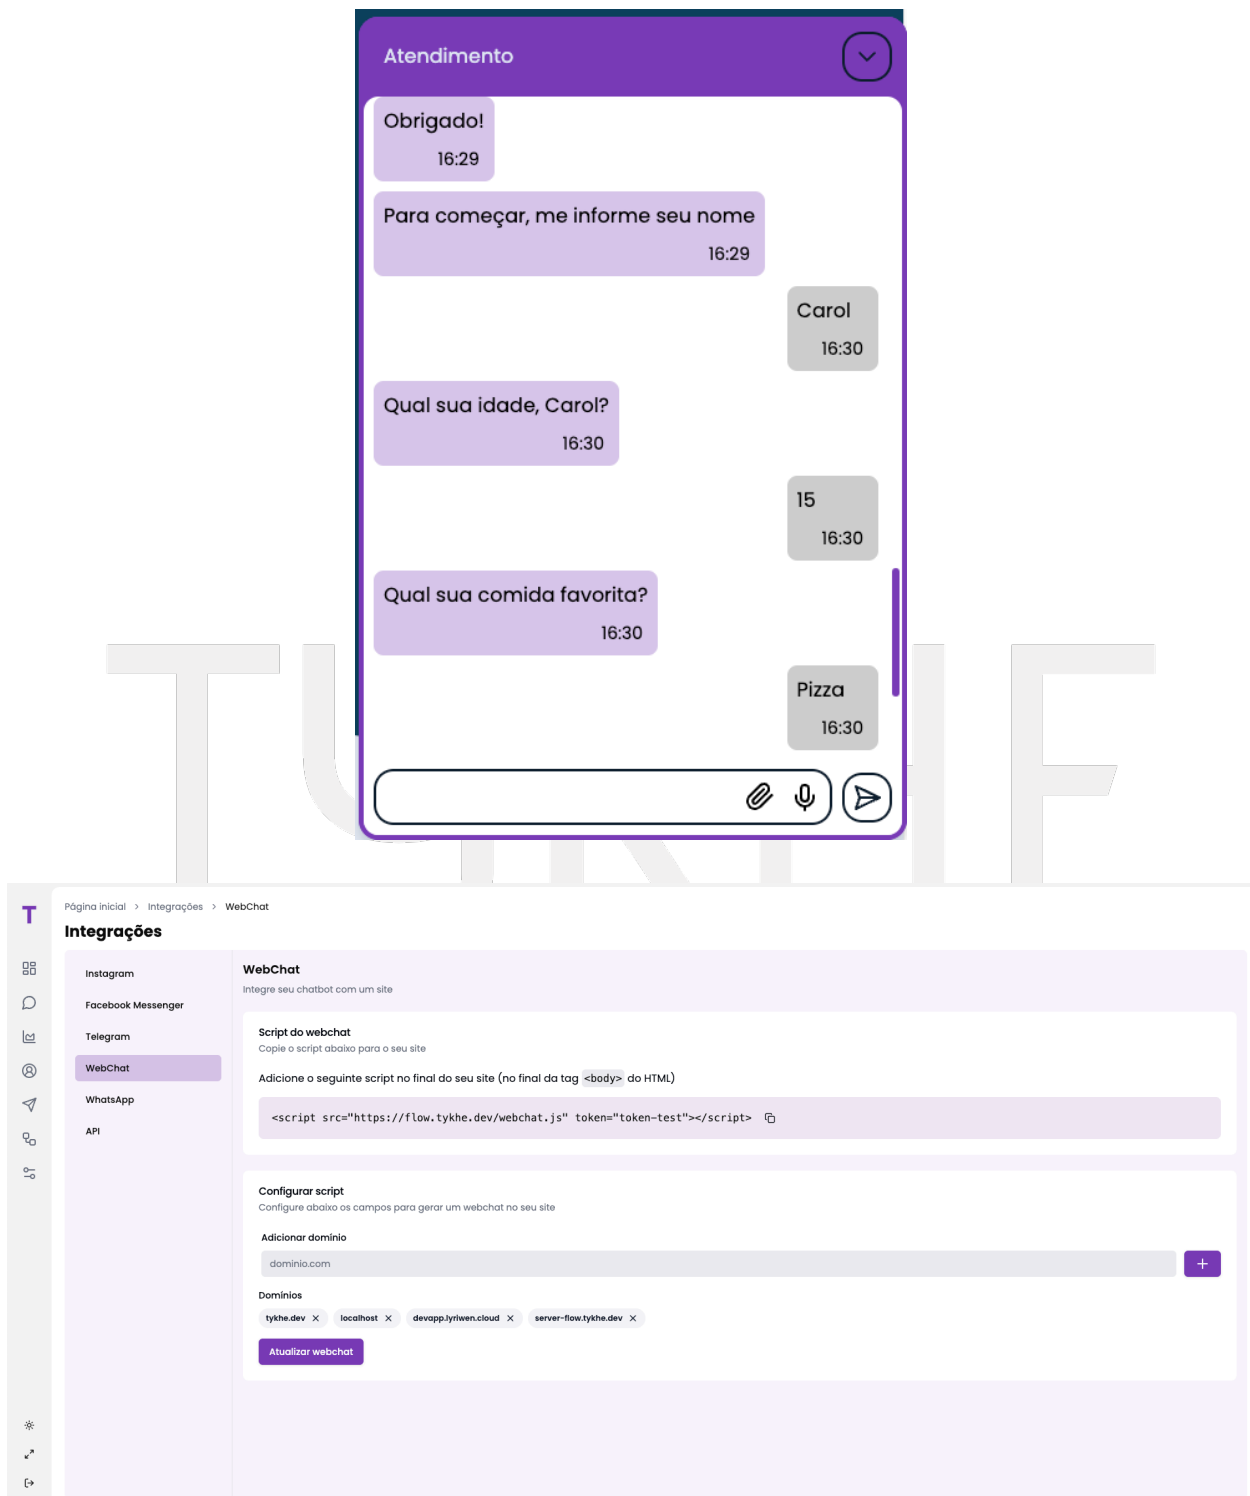 Atendimento
Obrigado!
16:29
Para começar, me informe seu nome
16:29
Carol
16:30
Qual sua idade, Carol?
16:30
15
16:30
Qual sua comida favorita?
16:30
Pizza
16:30
T
Página inicial > Integrações > WebChat
Integrações
Instagram
Facebook Messenger
Telegram
WebChat
WhatsApp
API
WebChat
Integre seu chatbot com um site
Script do webchat
Copie o script abaixo para o seu site
Adicione o seguinte script no final do seu site (no final da tag <body> do HTML)
<script src="https://flow.tykhe.dev/webchat.js" token="token-test"></script>
Configurar script
Configure abaixo os campos para gerar um webchat no seu site
Adicionar domínio
dominio.com
Domínios
tykhe.dev × localhost × devapp.lyriwen.cloud × server-flow.tykhe.dev ×
Atualizar webchat